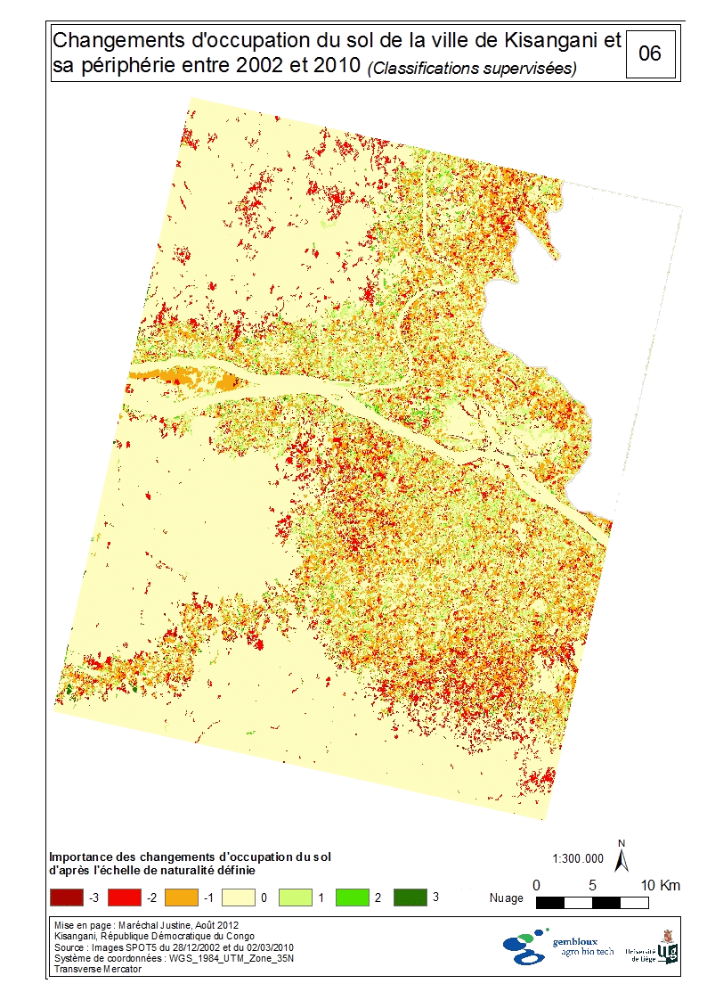 Changements d'occupation du sol de la ville de Kisangani et
sa périphérie entre 2002 et 2010 (Classifications supervisées)
06
Importance des changements d'occupation du sol
d'après l'échelle de naturalité définie
-3 -2 -1 0 1 2 3
Nuage
1:300.000
N
0 5 10 Km
Mise en page : Maréchal Justine, Août 2012
Kisangani, République Démocratique du Congo
Source : Images SPOT5 du 28/12/2002 et du 02/03/2010
Système de coordonnées : WGS_1984_UTM_Zone_35N
Transverse Mercator
gembloux
agro bio tech
Université
de Liège